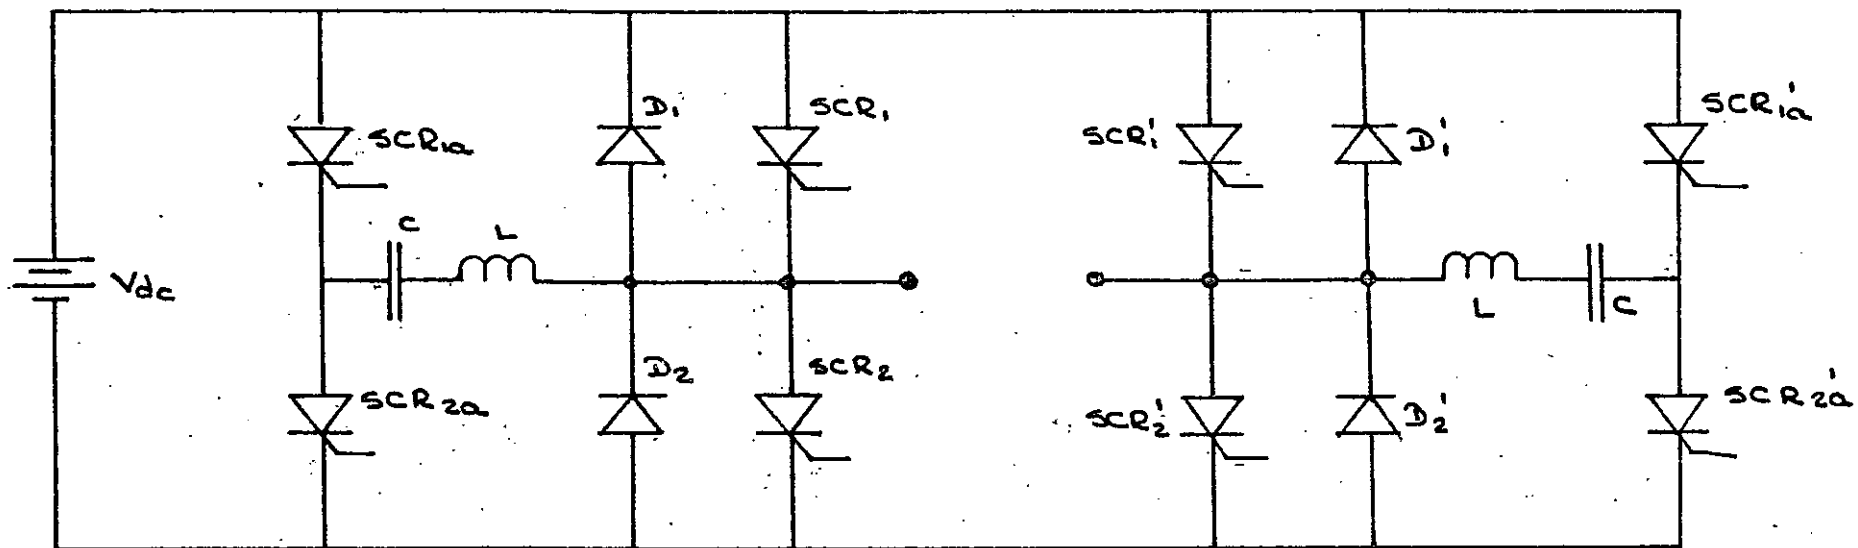 SCR1a
D1
SCR1
SCR1'
D1'
SCR1a'
C
L
Vdc
L
C
SCR2a
D2
SCR2
SCR2'
D2'
SCR2a'